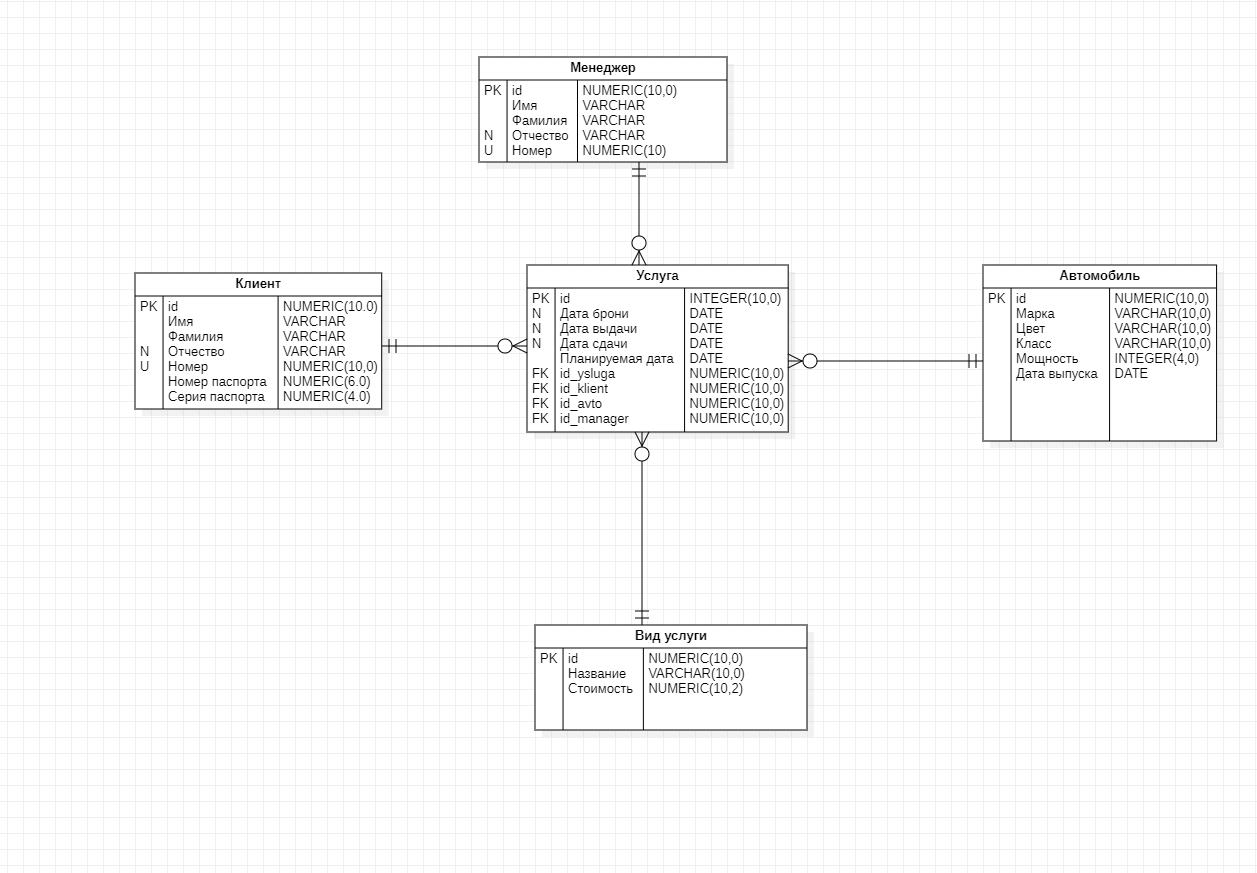 Менеджер
PK id NUMERIC(10,0)
Имя VARCHAR
Фамилия VARCHAR
N Отчество VARCHAR
U Номер NUMERIC(10)
Клиент
PK id NUMERIC(10.0)
Имя VARCHAR
Фамилия VARCHAR
N Отчество VARCHAR
U Номер NUMERIC(10,0)
Номер паспорта NUMERIC(6.0)
Серия паспорта NUMERIC(4.0)
Услуга
PK id INTEGER(10,0)
N Дата брони DATE
N Дата выдачи DATE
N Дата сдачи DATE
Планируемая дата DATE
FK id_ysluga NUMERIC(10,0)
FK id_klient NUMERIC(10,0)
FK id_avto NUMERIC(10,0)
FK id_manager NUMERIC(10,0)
Автомобиль
PK id NUMERIC(10,0)
Марка VARCHAR(10,0)
Цвет VARCHAR(10,0)
Класс VARCHAR(10,0)
Мощность INTEGER(4,0)
Дата выпуска DATE
Вид услуги
PK id NUMERIC(10,0)
Название VARCHAR(10,0)
Стоимость NUMERIC(10,2)